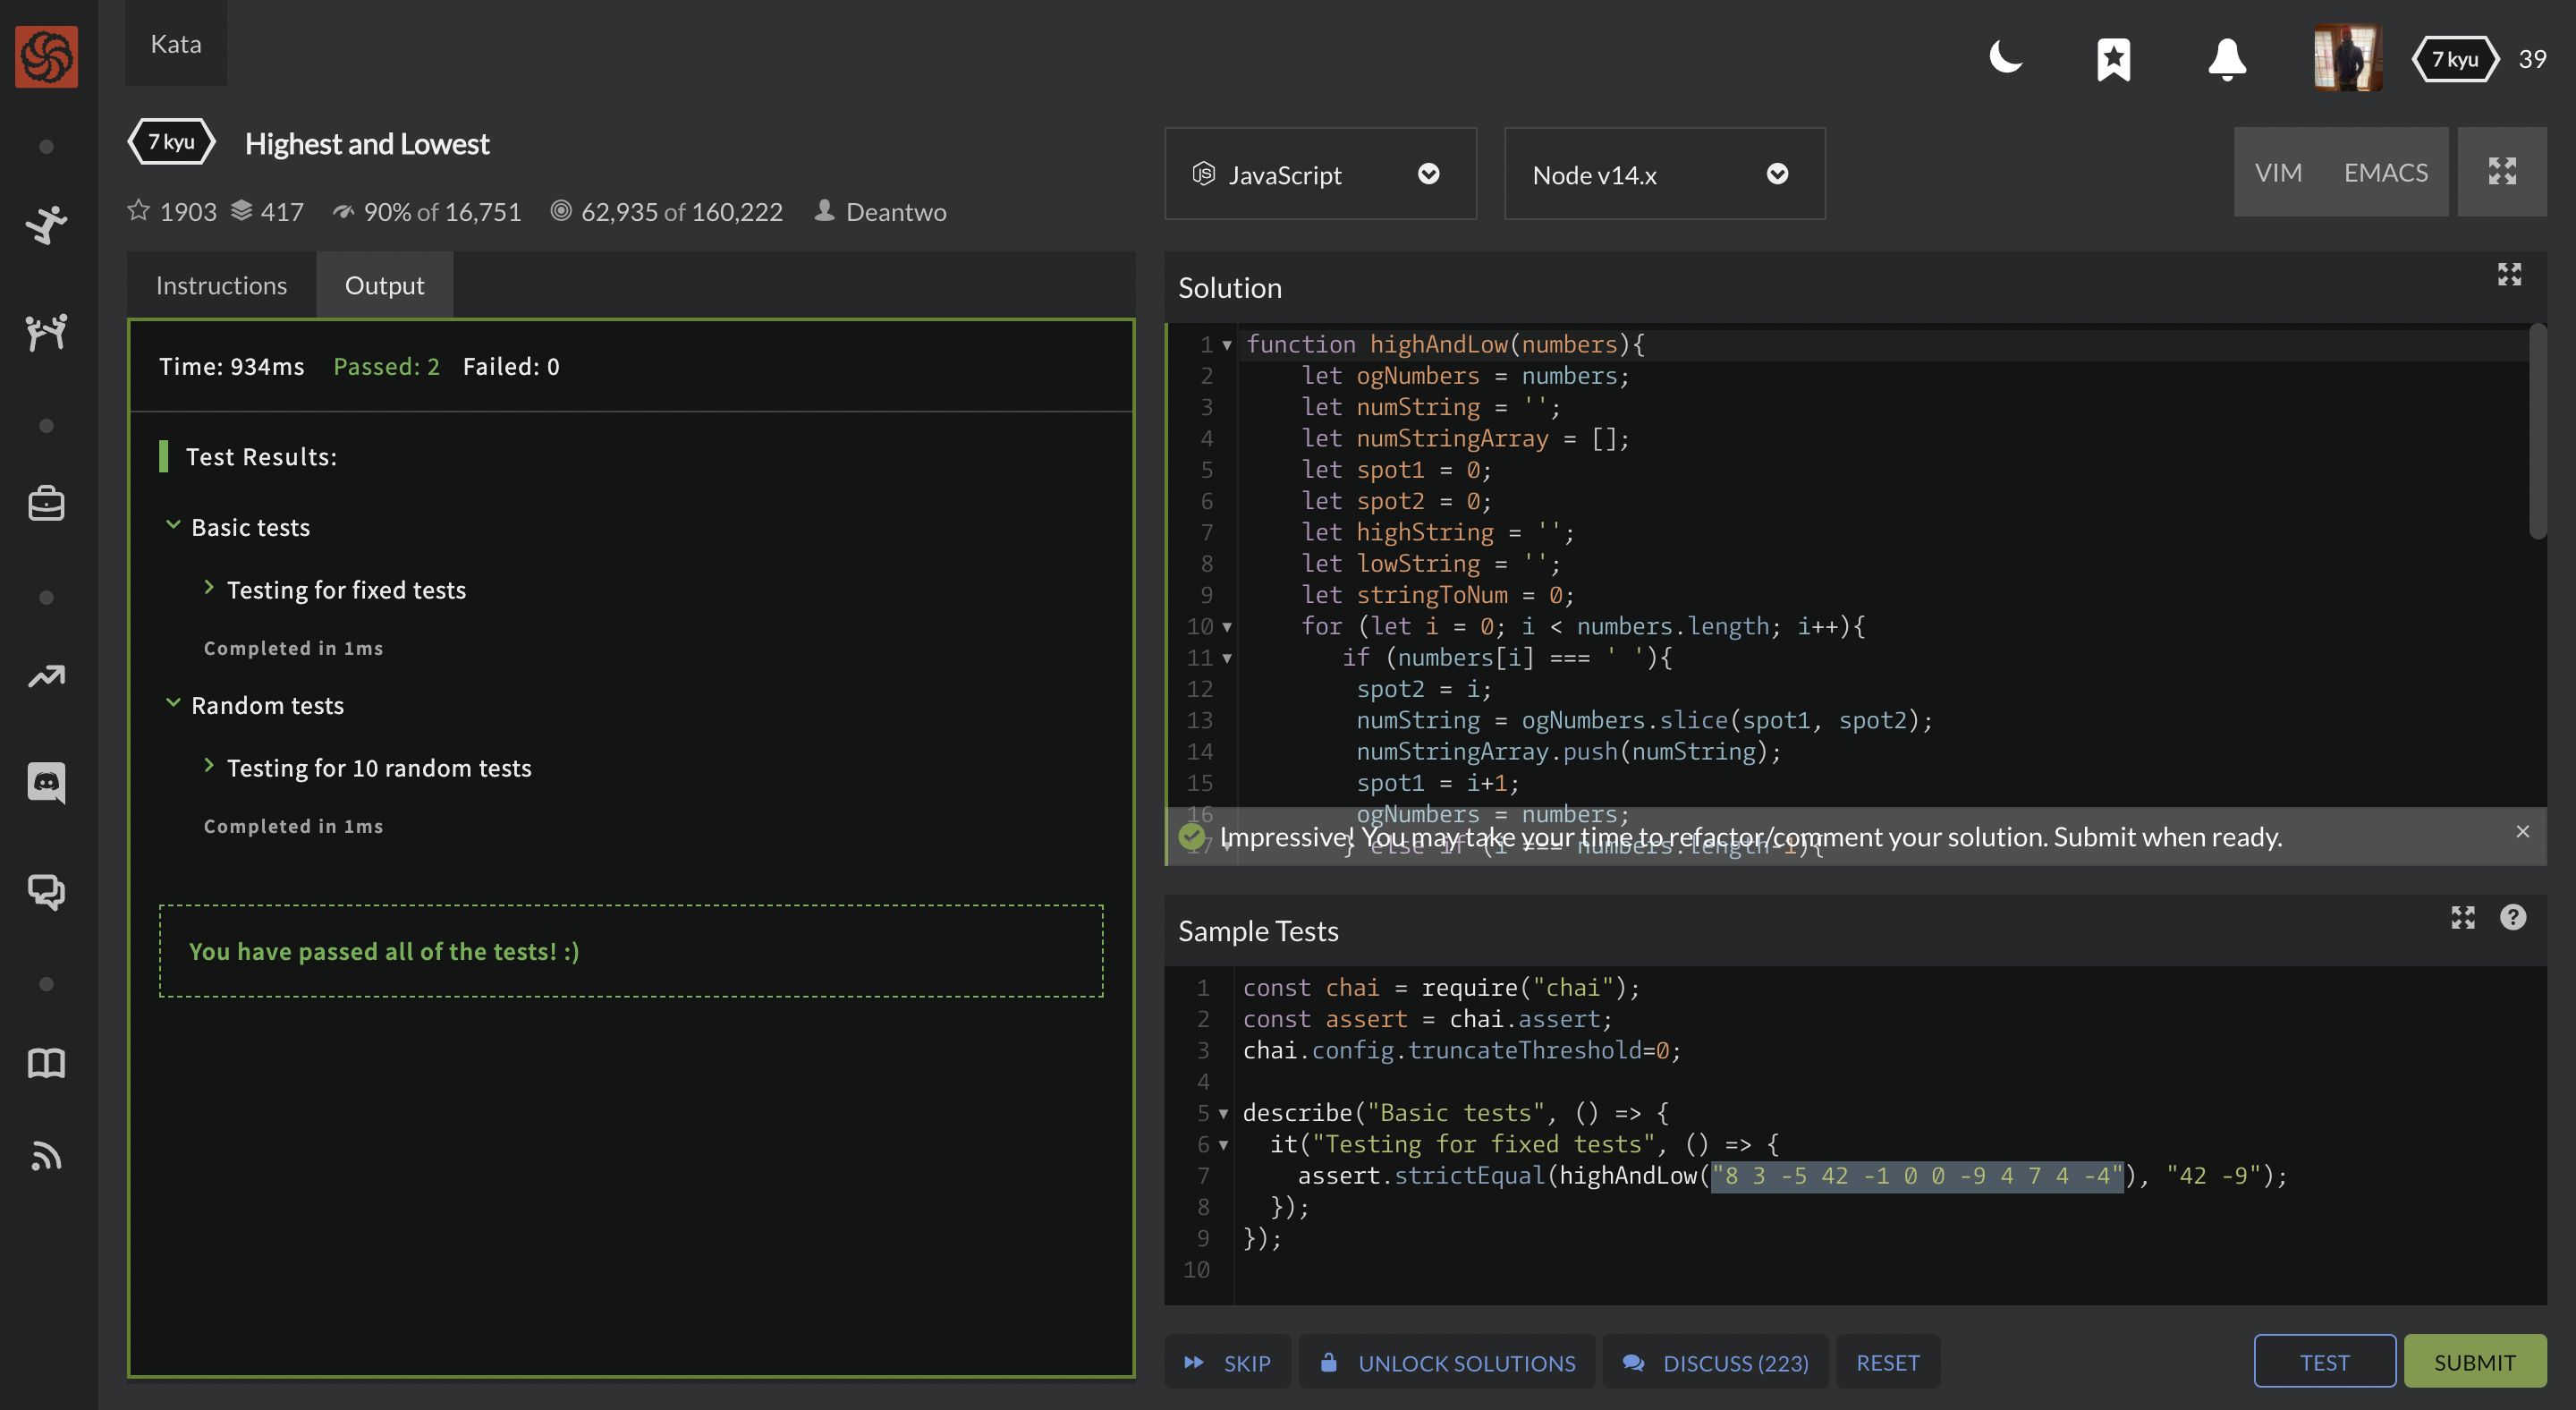 Kata
7 kyu 39
7 kyu Highest and Lowest
1903 417 90% of 16,751 62,935 of 160,222 Deantwo
JavaScript
Node v14.x
VIM EMACS
Instructions Output
Time: 934ms Passed: 2 Failed: 0
Test Results:
Basic tests
Testing for fixed tests
Completed in 1ms
Random tests
Testing for 10 random tests
Completed in 1ms
You have passed all of the tests! :)
Solution
1 function highAndLow(numbers){
2 let ogNumbers = numbers;
3 let numString = '';
4 let numStringArray = [];
5 let spot1 = 0;
6 let spot2 = 0;
7 let highString = '';
8 let lowString = '';
9 let stringToNum = 0;
10 for (let i = 0; i < numbers.length; i++){
11 if (numbers[i] === ' '){
12 spot2 = i;
13 numString = ogNumbers.slice(spot1, spot2);
14 numStringArray.push(numString);
15 spot1 = i+1;
16 ogNumbers = numbers;
17 } else if (i === numbers.length-1){
Impressive! You may take your time to refactor/comment your solution. Submit when ready.
Sample Tests
1 const chai = require("chai");
2 const assert = chai.assert;
3 chai.config.truncateThreshold=0;
4
5 describe("Basic tests", () => {
6 it("Testing for fixed tests", () => {
7 assert.strictEqual(highAndLow("8 3 -5 42 -1 0 0 -9 4 7 4 -4"), "42 -9");
8 });
9 });
10
SKIP UNLOCK SOLUTIONS DISCUSS (223) RESET TEST SUBMIT